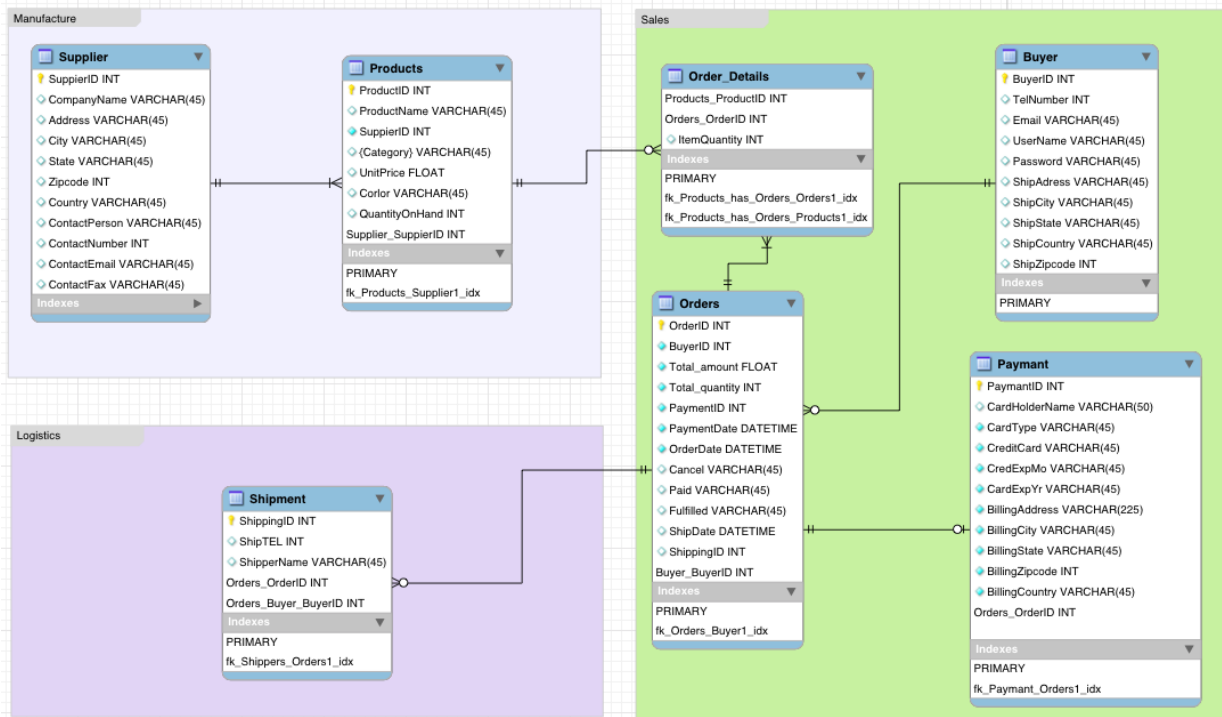 Manufacture
Supplier
SuppierID INT
CompanyName VARCHAR(45)
Address VARCHAR(45)
City VARCHAR(45)
State VARCHAR(45)
Zipcode INT
Country VARCHAR(45)
ContactPerson VARCHAR(45)
ContactNumber INT
ContactEmail VARCHAR(45)
ContactFax VARCHAR(45)
Indexes
Products
ProductID INT
ProductName VARCHAR(45)
SuppierID INT
{Category} VARCHAR(45)
UnitPrice FLOAT
Corlor VARCHAR(45)
QuantityOnHand INT
Supplier_SuppierID INT
Indexes
PRIMARY
fk_Products_Supplier1_idx
Sales
Order_Details
Products_ProductID INT
Orders_OrderID INT
ItemQuantity INT
Indexes
PRIMARY
fk_Products_has_Orders_Orders1_idx
fk_Products_has_Orders_Products1_idx
Buyer
BuyerID INT
TelNumber INT
Email VARCHAR(45)
UserName VARCHAR(45)
Password VARCHAR(45)
ShipAdress VARCHAR(45)
ShipCity VARCHAR(45)
ShipState VARCHAR(45)
ShipCountry VARCHAR(45)
ShipZipcode INT
Indexes
PRIMARY
Orders
OrderID INT
BuyerID INT
Total_amount FLOAT
Total_quantity INT
PaymentID INT
PaymentDate DATETIME
OrderDate DATETIME
Cancel VARCHAR(45)
Paid VARCHAR(45)
Fulfilled VARCHAR(45)
ShipDate DATETIME
ShippingID INT
Buyer_BuyerID INT
Indexes
PRIMARY
fk_Orders_Buyer1_idx
Paymant
PaymantID INT
CardHolderName VARCHAR(50)
CardType VARCHAR(45)
CreditCard VARCHAR(45)
CredExpMo VARCHAR(45)
CardExpYr VARCHAR(45)
BillingAddress VARCHAR(225)
BillingCity VARCHAR(45)
BillingState VARCHAR(45)
BillingZipcode INT
BillingCountry VARCHAR(45)
Orders_OrderID INT
Indexes
PRIMARY
fk_Paymant_Orders1_idx
Logistics
Shipment
ShippingID INT
ShipTEL INT
ShipperName VARCHAR(45)
Orders_OrderID INT
Orders_Buyer_BuyerID INT
Indexes
PRIMARY
fk_Shippers_Orders1_idx